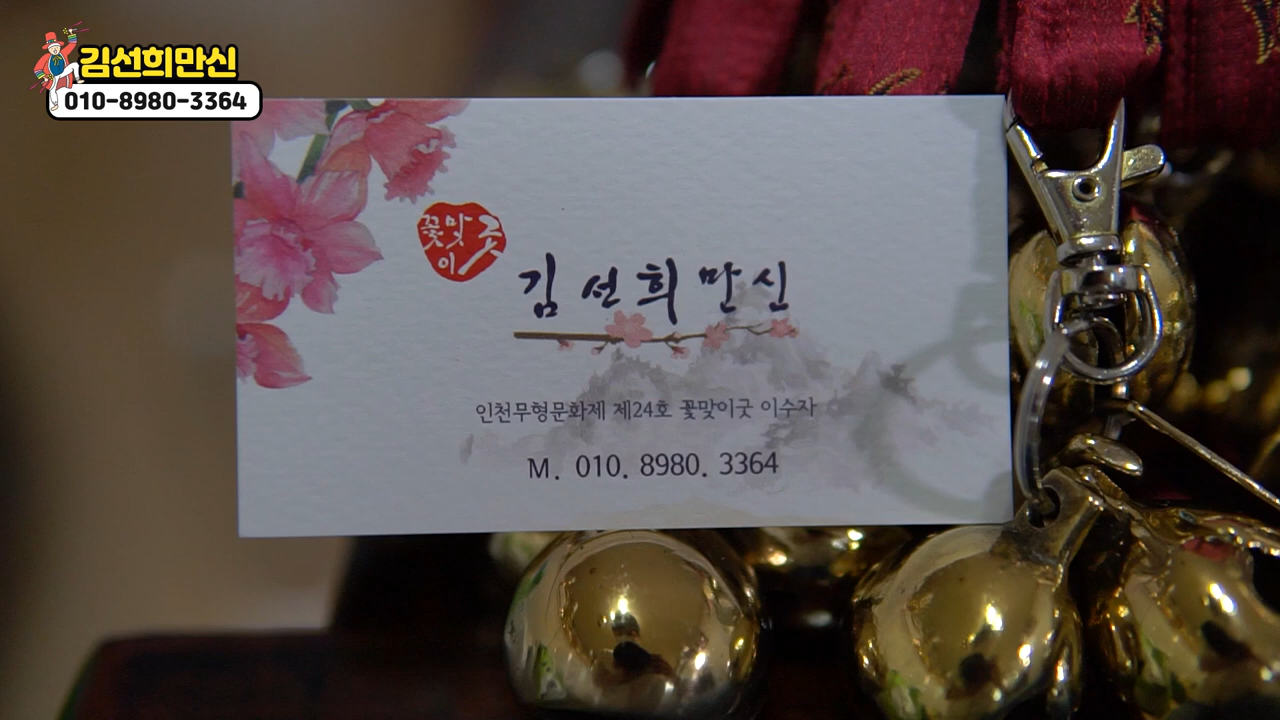 김선희만신
010-8980-3364
꽃맞이굿
김선희만신
인천무형문화제 제24호 꽃맞이굿 이수자
M. 010. 8980. 3364